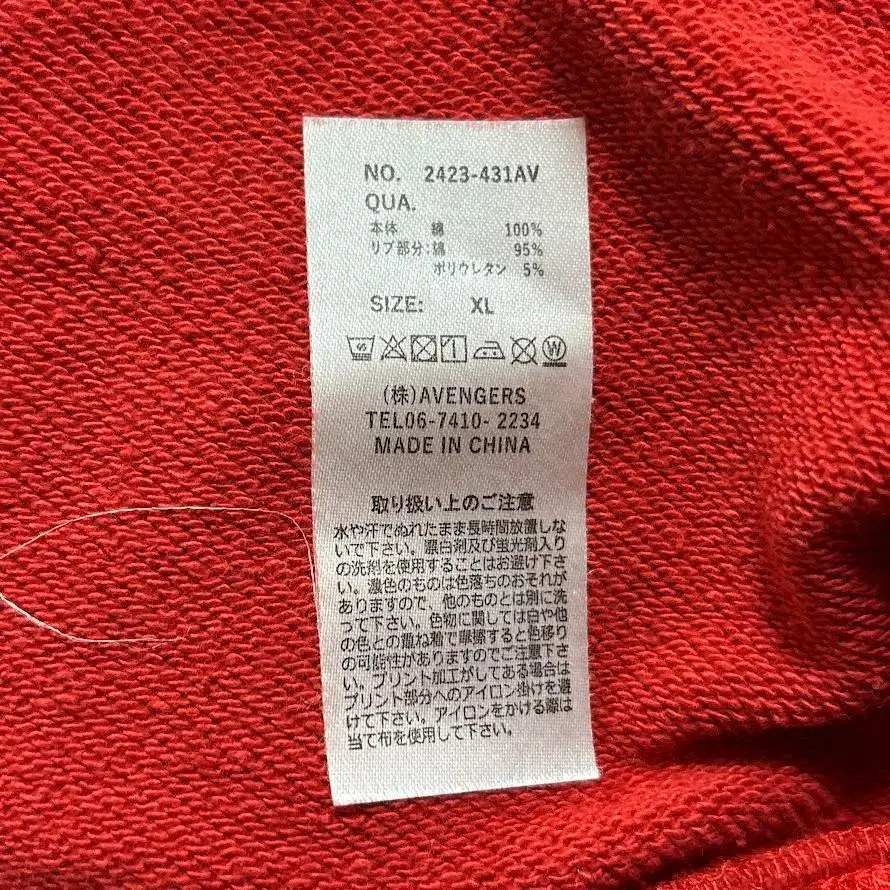 NO. 2423-431AV
QUA.
本体 綿 100%
リブ部分:綿 95%
ポリウレタン 5%
SIZE: XL
W
(株)AVENGERS
TEL06-7410- 2234
MADE IN CHINA
取り扱い上のご注意
水や汗でぬれたまま長時間放置しな
いで下さい。漂白剤及び蛍光剤入り
の洗剤を使用することはお避け下さ
い。濃色のものは色落ちのおそれが
ありますので、他のものとは別に洗
って下さい。色物に関しては白や他
の色との重ね着で摩擦すると色移り
の可能性がありますのでご注意下さ
い。プリント加工がしてある場合は
プリント部分へのアイロン掛けを避
けて下さい。アイロンをかける際は
当て布を使用して下さい。